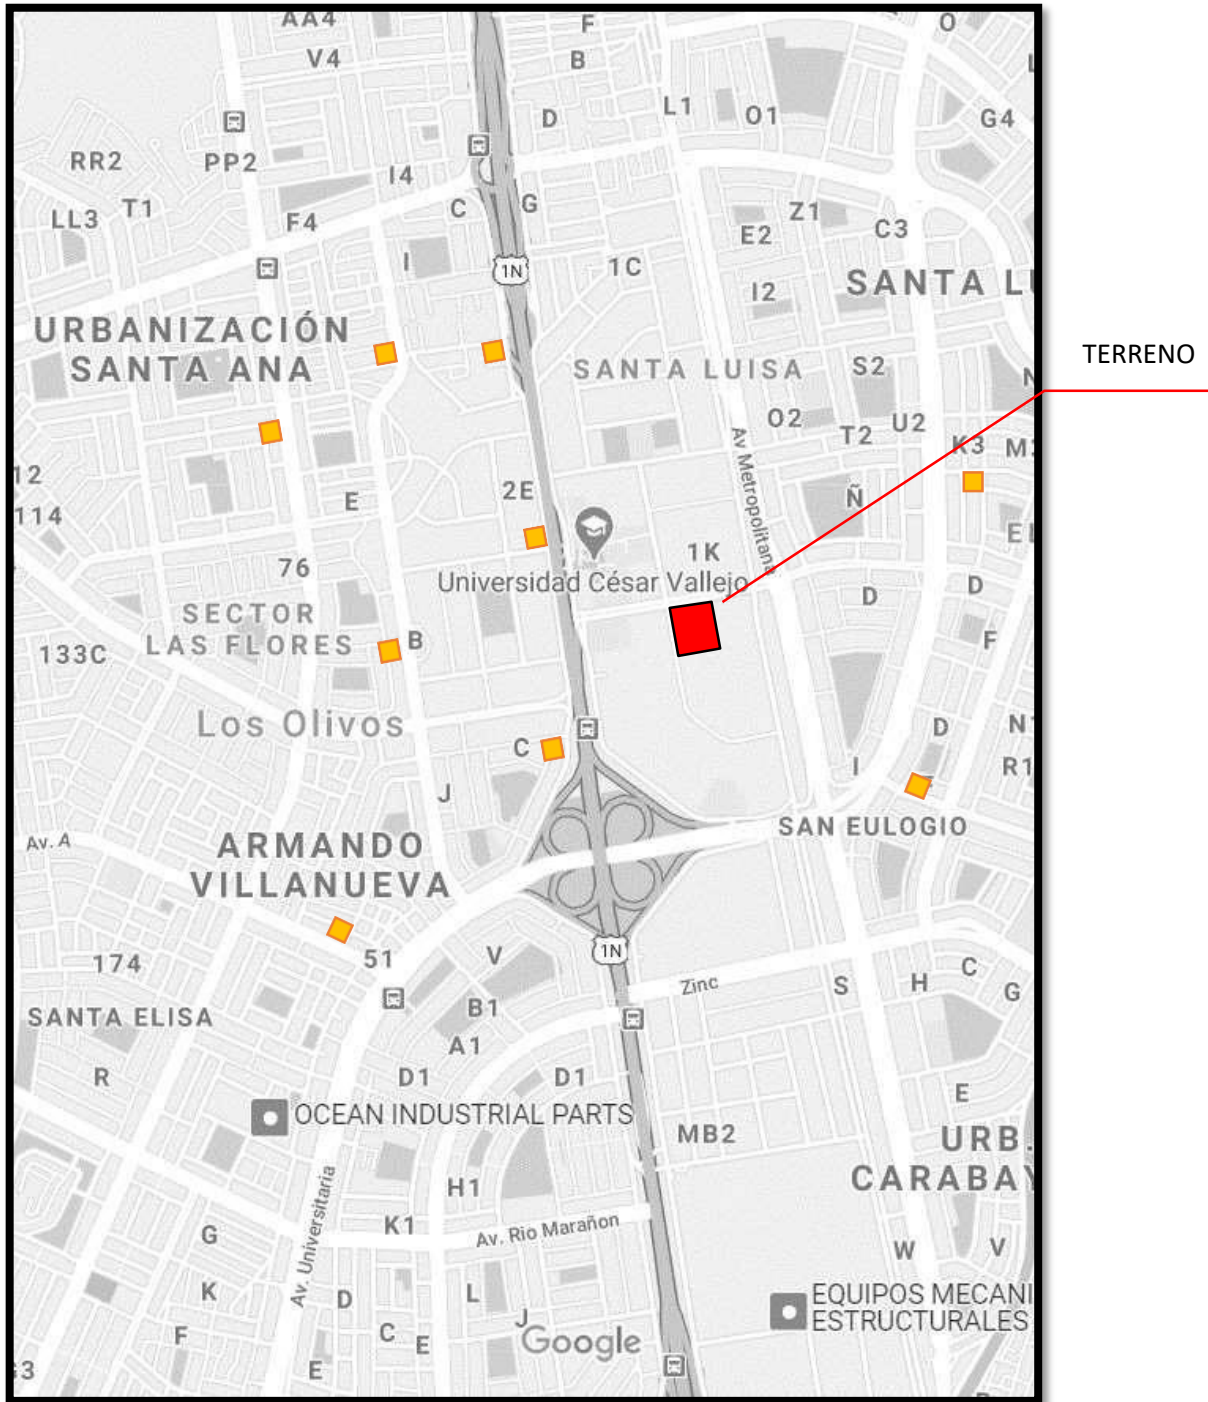 AA4
F
O
V4
B
L1
O1
G4
D
RR2
PP2
I4
LL3
T1
F4
C
G
Z1
E2
C3
I
1N
1C
I2
SANTA LU
URBANIZACIÓN
SANTA ANA
TERRENO
SANTA LUISA
S2
O2
U2
T2
K3
Av Metropolitana
12
2E
E
Ñ
114
1K
76
Universidad César Vallejo
D
D
SECTOR
LAS FLORES
B
F
133C
Los Olivos
C
D
N1
I
R1
J
SAN EULOGIO
Av. A
ARMANDO
VILLANUEVA
1N
51
V
174
Zinc
S
H
C
G
B1
SANTA ELISA
A1
R
D1
D1
E
OCEAN INDUSTRIAL PARTS
MB2
URB.
CARABAY
H1
Av. Universitaria
K1
Av. Rio Marañon
G
W
V
K
D
L
EQUIPOS MECANI
ESTRUCTURALES
J
F
C
E
Google
E